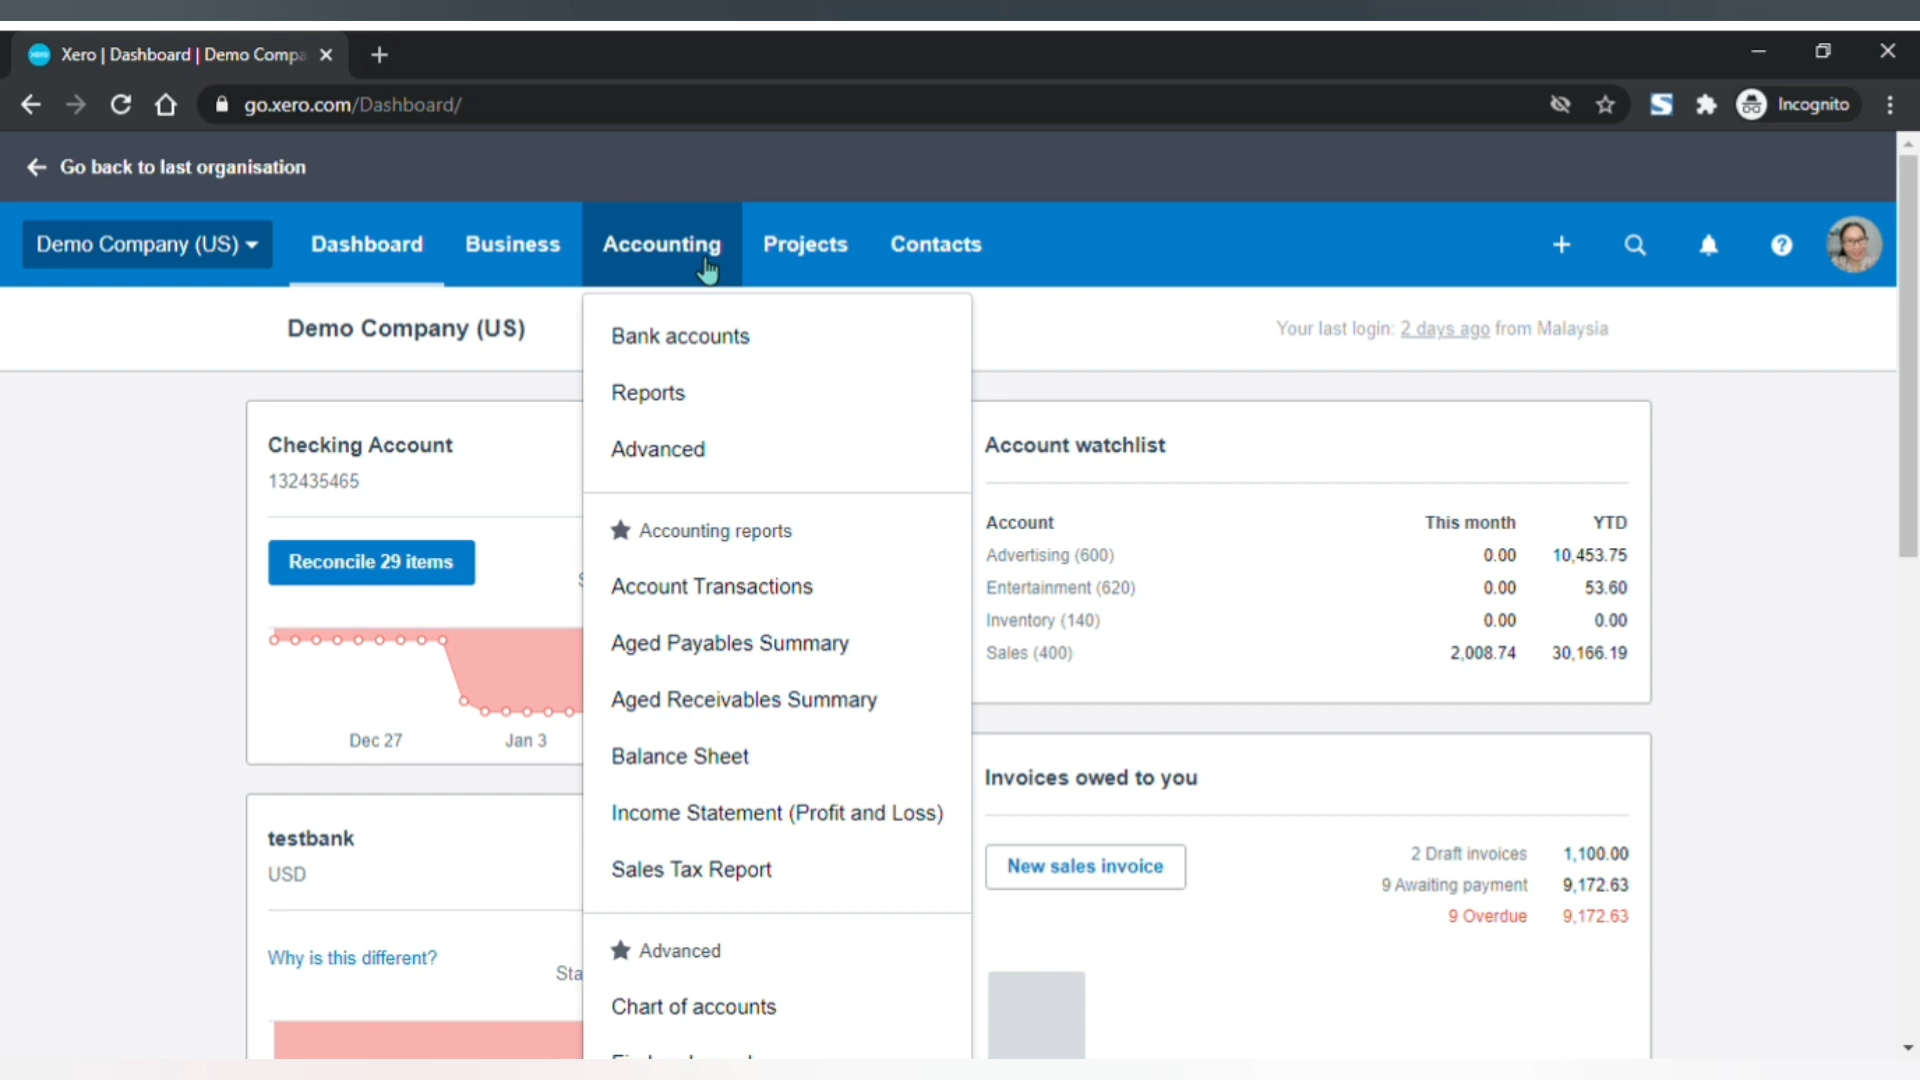 Xero | Dashboard | Demo Compa
go.xero.com/Dashboard/
Incognito
Go back to last organisation
Demo Company (US)
Dashboard
Business
Accounting
Projects
Contacts
Demo Company (US)
Your last login: 2 days ago from Malaysia
Bank accounts
Reports
Advanced
Accounting reports
Account Transactions
Aged Payables Summary
Aged Receivables Summary
Balance Sheet
Income Statement (Profit and Loss)
Sales Tax Report
Advanced
Chart of accounts
Checking Account
132435465
Reconcile 29 items
Dec 27
Jan 3
testbank
USD
Why is this different?
Sta
Account watchlist
Account This month YTD
Advertising (600) 0.00 10,453.75
Entertainment (620) 0.00 53.60
Inventory (140) 0.00 0.00
Sales (400) 2,008.74 30,166.19
Invoices owed to you
New sales invoice
2 Draft invoices 1,100.00
9 Awaiting payment 9,172.63
9 Overdue 9,172.63